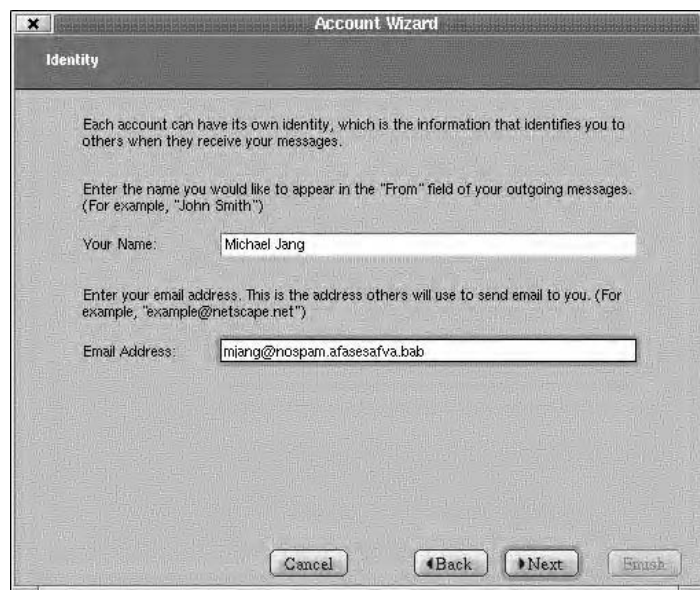 Account Wizard
Identity
Each account can have its own identity, which is the information that identifies you to
others when they receive your messages.
Enter the name you would like to appear in the "From" field of your outgoing messages.
(For example, "John Smith")
Your Name: Michael Jang
Enter your email address. This is the address others will use to send email to you. (For
example, "example@netscape.net")
Email Address: mjang@nospam.afasesafva.bab
Cancel Back Next Finish